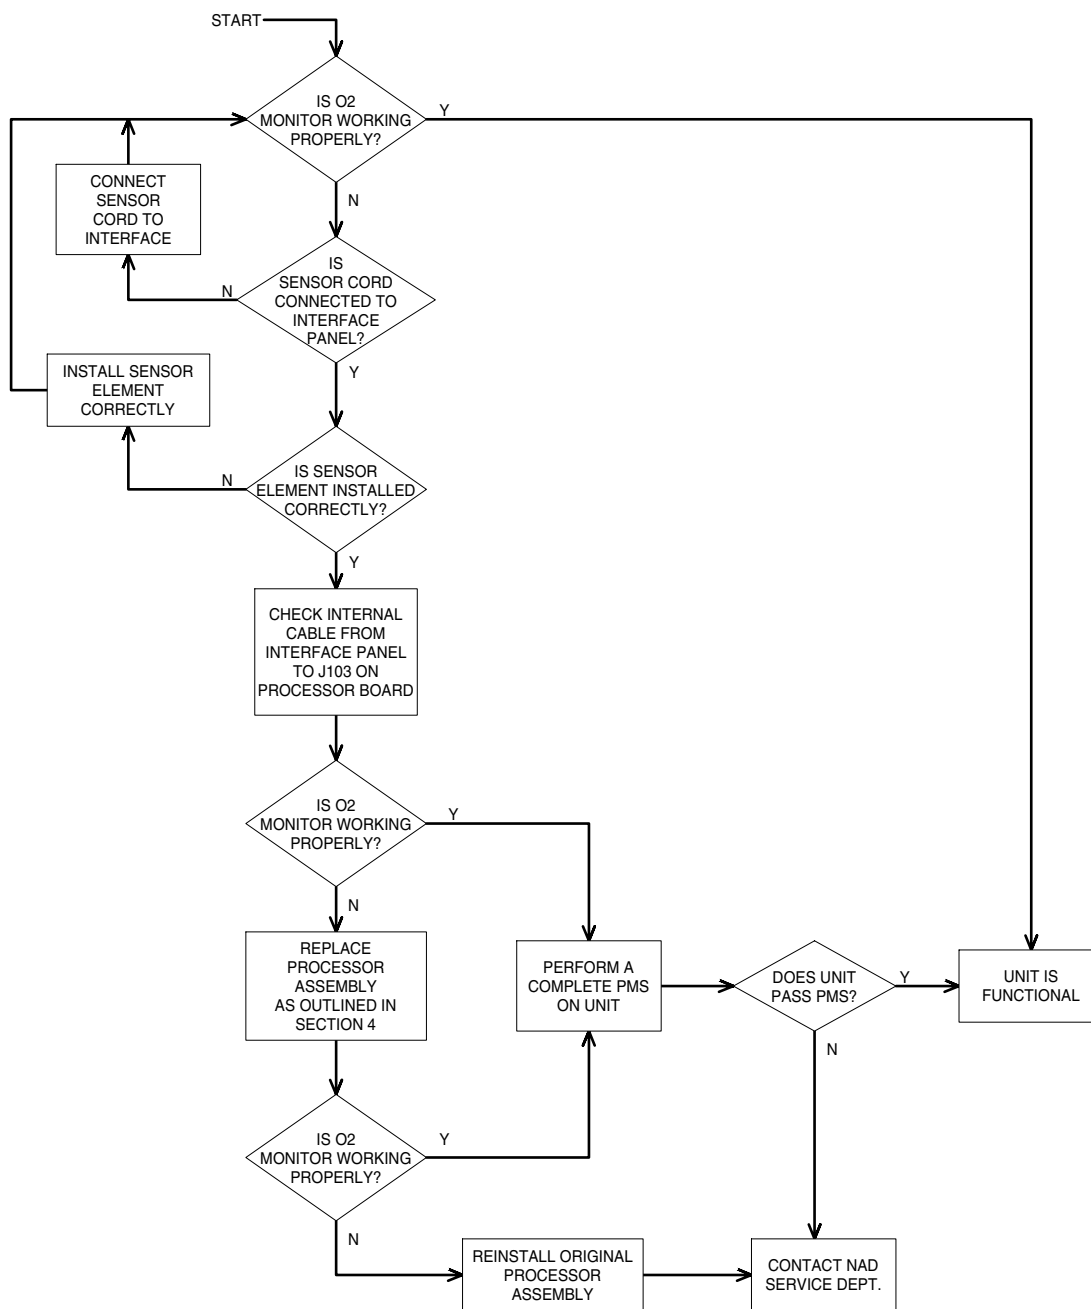 START
IS O2
MONITOR WORKING
PROPERLY?
Y
N
CONNECT
SENSOR
CORD TO
INTERFACE
IS
SENSOR CORD
CONNECTED TO
INTERFACE
PANEL?
N
Y
INSTALL SENSOR
ELEMENT
CORRECTLY
IS SENSOR
ELEMENT INSTALLED
CORRECTLY?
N
Y
CHECK INTERNAL
CABLE FROM
INTERFACE PANEL
TO J103 ON
PROCESSOR BOARD
IS O2
MONITOR WORKING
PROPERLY?
Y
N
REPLACE
PROCESSOR
ASSEMBLY
AS OUTLINED IN
SECTION 4
PERFORM A
COMPLETE PMS
ON UNIT
DOES UNIT
PASS PMS?
Y
N
UNIT IS
FUNCTIONAL
IS O2
MONITOR WORKING
PROPERLY?
Y
N
REINSTALL ORIGINAL
PROCESSOR
ASSEMBLY
CONTACT NAD
SERVICE DEPT.